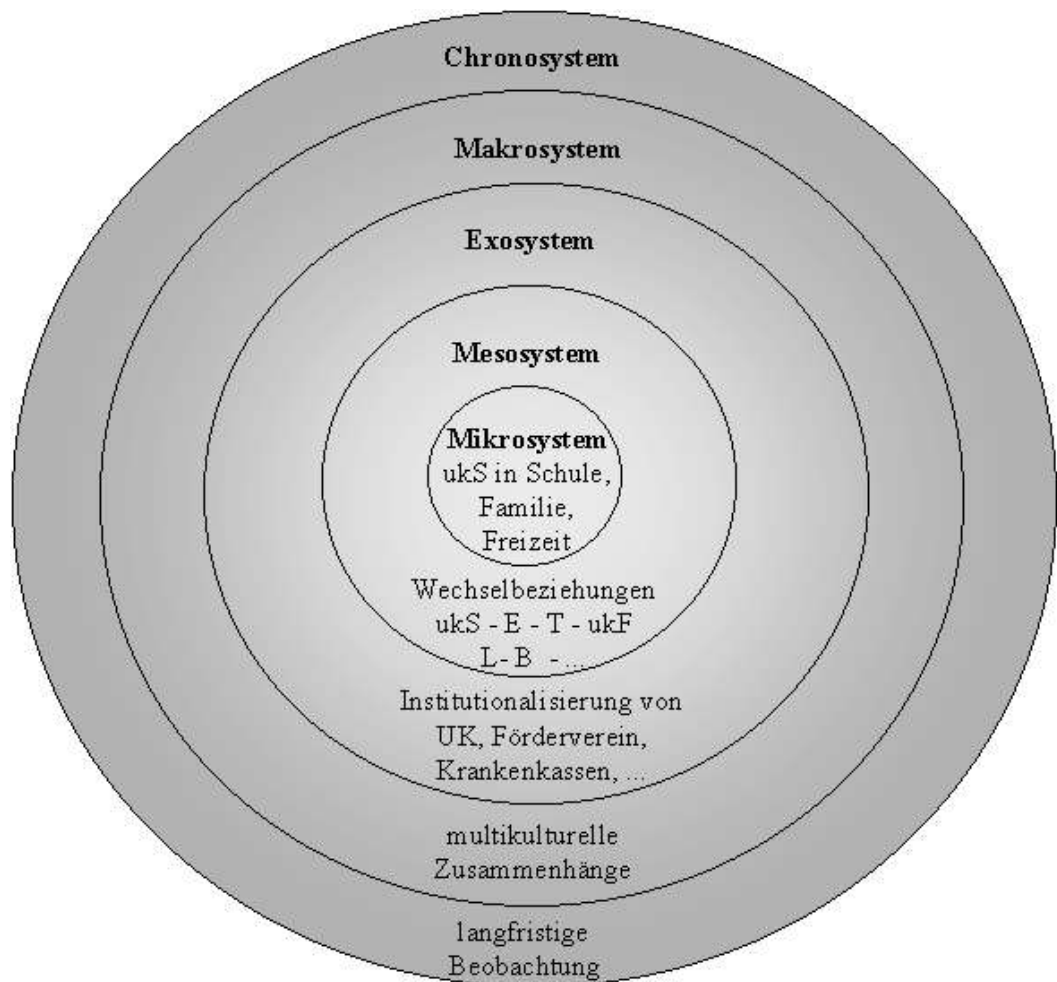 Chronosystem
Makrosystem
Exosystem
Mesosystem
Mikrosystem
ukS in Schule,
Familie,
Freizeit
Wechselbeziehungen
ukS - E - T - ukF
L- B - ...
Institutionalisierung von
UK, Förderverein,
Krankenkassen, ...
multikulturelle
Zusammenhänge
langfristige
Beobachtung